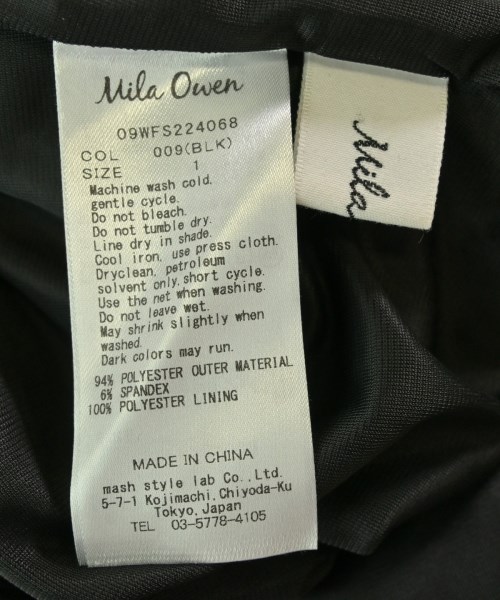 Mila Owen
09WFS224068
COL 009(BLK)
SIZE 1
Machine wash cold.
gentle cycle.
Do not bleach.
Do not tumble dry.
Line dry in shade.
Cool iron, use press cloth.
Dryclean, petroleum
solvent only, short cycle.
Use the net when washing.
Do not leave wet.
May shrink slightly when
washed.
Dark colors may run.
94% POLYESTER OUTER MATERIAL
6% SPANDEX
100% POLYESTER LINING
MADE IN CHINA
mash style lab Co., Ltd.
5-7-1 Kojimachi, Chiyoda-Ku
Tokyo, Japan
TEL 03-5778-4105
Mila